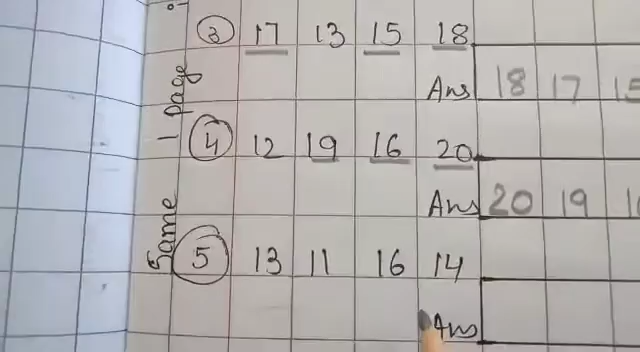 ③ 17 13 15 18
Ans 18 17 15
④ 12 19 16 20
Ans 20 19
⑤ 13 11 16 14
Ans
Same 1 page